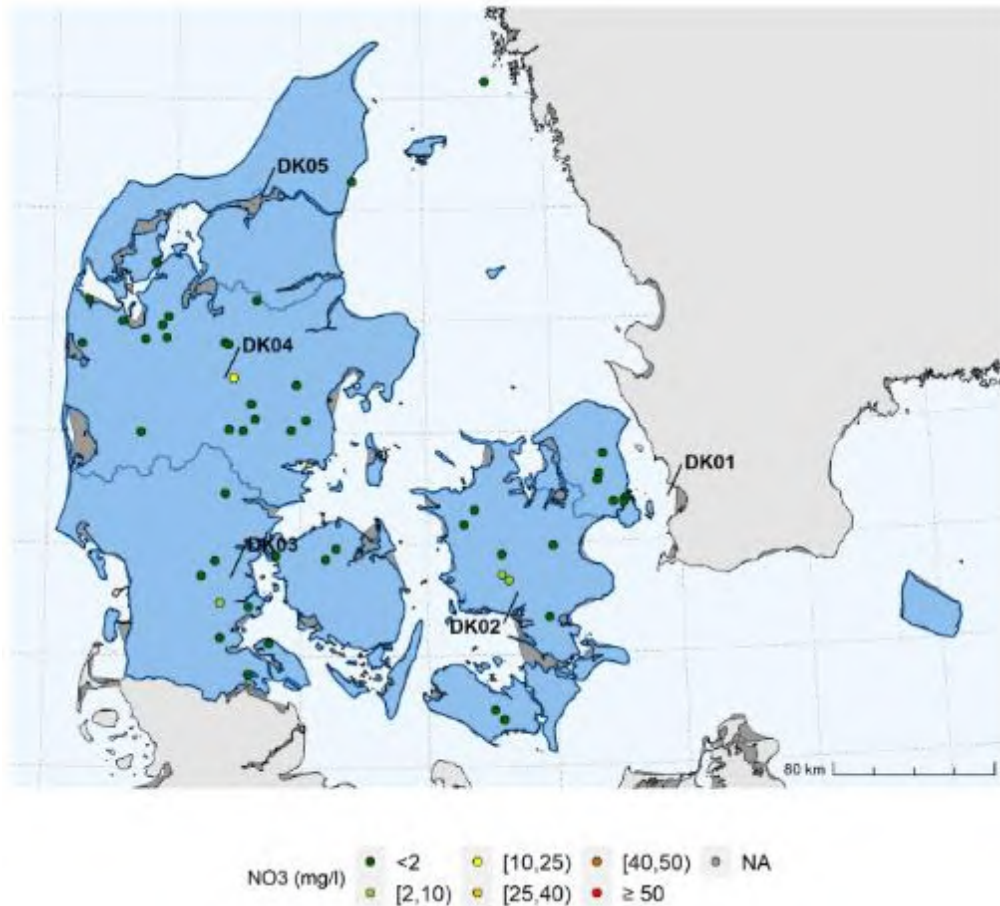 DK05
DK04
DK01
DK03
DK02
80 km
NO3 (mg/l)
<2 [10,25) [40,50) NA
[2,10) [25,40) ≥ 50